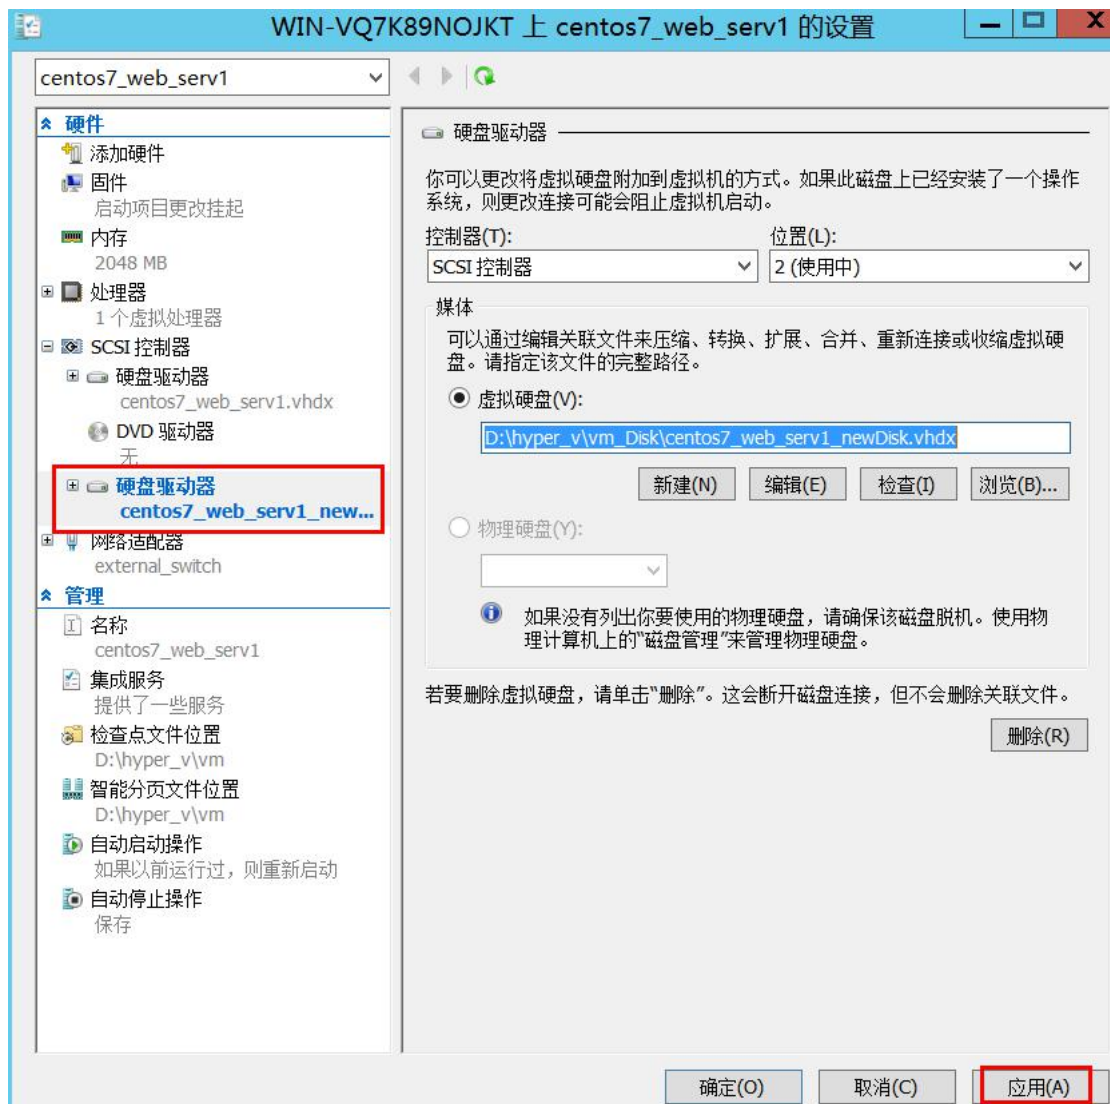 WIN-VQ7K89NOJKT 上 centos7_web_serv1 的设置
centos7_web_serv1
硬件
添加硬件
固件
启动项目更改挂起
内存
2048 MB
处理器
1 个虚拟处理器
SCSI 控制器
硬盘驱动器
centos7_web_serv1.vhdx
DVD 驱动器
无
硬盘驱动器
centos7_web_serv1_new...
网络适配器
external_switch
管理
名称
centos7_web_serv1
集成服务
提供了一些服务
检查点文件位置
D:\hyper_v\vm
智能分页文件位置
D:\hyper_v\vm
自动启动操作
如果以前运行过，则重新启动
自动停止操作
保存
硬盘驱动器
你可以更改将虚拟硬盘附加到虚拟机的方式。如果此磁盘上已经安装了一个操作
系统，则更改连接可能会阻止虚拟机启动。
控制器(T): 位置(L):
SCSI 控制器 2 (使用中)
媒体
可以通过编辑关联文件来压缩、转换、扩展、合并、重新连接或收缩虚拟硬
盘。请指定该文件的完整路径。
虚拟硬盘(V):
D:\hyper_v\vm_Disk\centos7_web_serv1_newDisk.vhdx
新建(N) 编辑(E) 检查(I) 浏览(B)...
物理硬盘(Y):
如果没有列出你要使用的物理硬盘，请确保该磁盘脱机。使用物
理计算机上的"磁盘管理"来管理物理硬盘。
若要删除虚拟硬盘，请单击"删除"。这会断开磁盘连接，但不会删除关联文件。
删除(R)
确定(O) 取消(C) 应用(A)